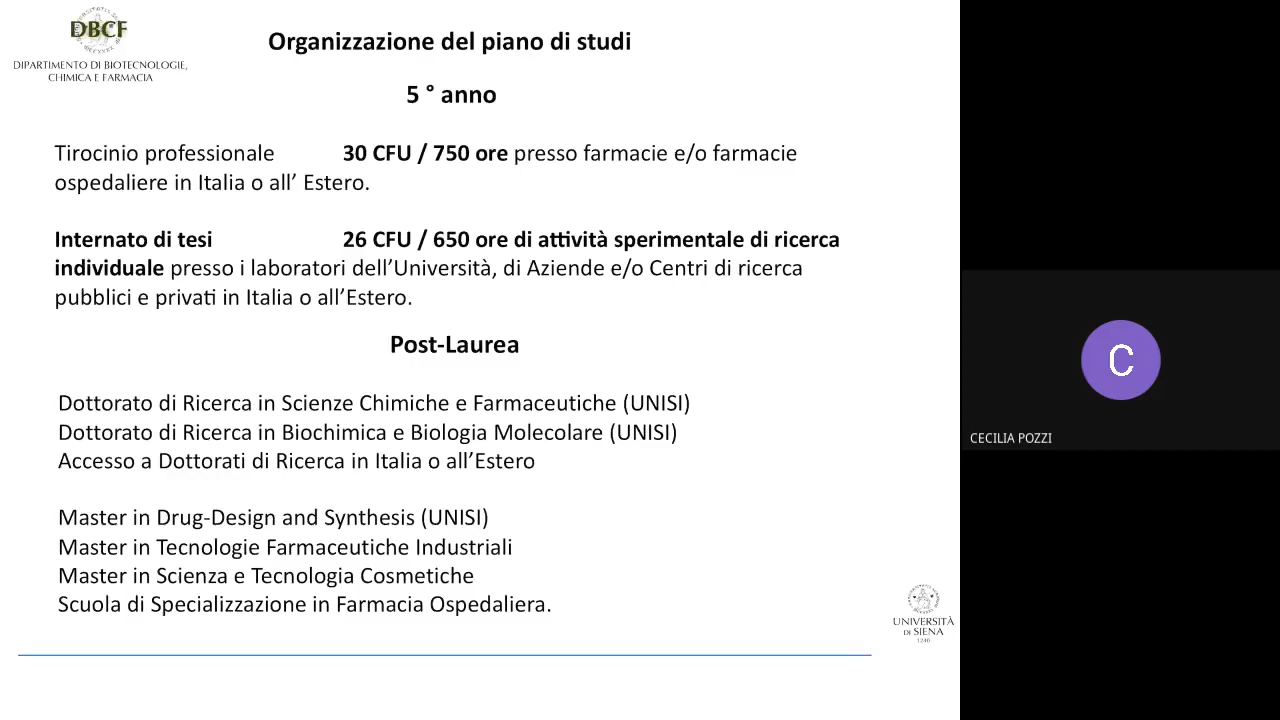 DBCF
DIPARTIMENTO DI BIOTECNOLOGIE,
CHIMICA E FARMACIA
Organizzazione del piano di studi
5 ° anno
Tirocinio professionale 30 CFU / 750 ore presso farmacie e/o farmacie
ospedaliere in Italia o all’ Estero.
Internato di tesi 26 CFU / 650 ore di attività sperimentale di ricerca
individuale presso i laboratori dell’Università, di Aziende e/o Centri di ricerca
pubblici e privati in Italia o all’Estero.
Post-Laurea
Dottorato di Ricerca in Scienze Chimiche e Farmaceutiche (UNISI)
Dottorato di Ricerca in Biochimica e Biologia Molecolare (UNISI)
Accesso a Dottorati di Ricerca in Italia o all’Estero
Master in Drug-Design and Synthesis (UNISI)
Master in Tecnologie Farmaceutiche Industriali
Master in Scienza e Tecnologia Cosmetiche
Scuola di Specializzazione in Farmacia Ospedaliera.
UNIVERSITÀ
DI SIENA
1240
C
CECILIA POZZI